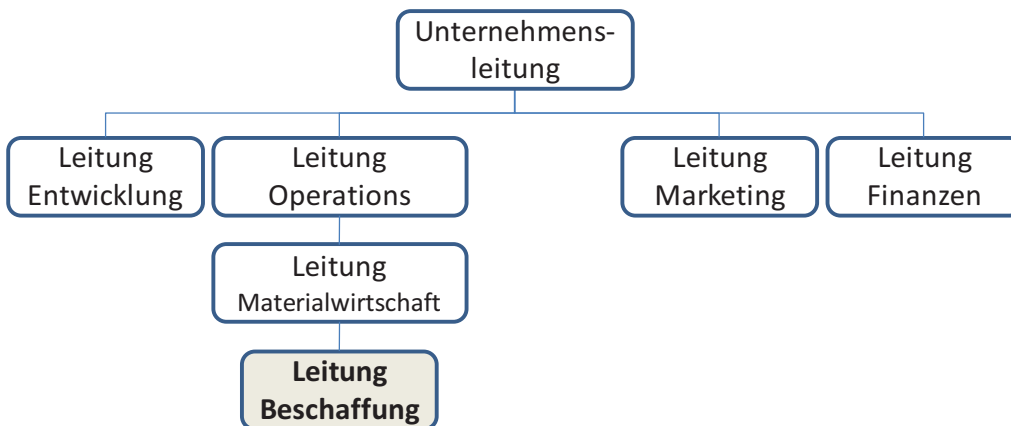 Unternehmens-
leitung
Leitung
Entwicklung
Leitung
Operations
Leitung
Marketing
Leitung
Finanzen
Leitung
Materialwirtschaft
Leitung
Beschaffung